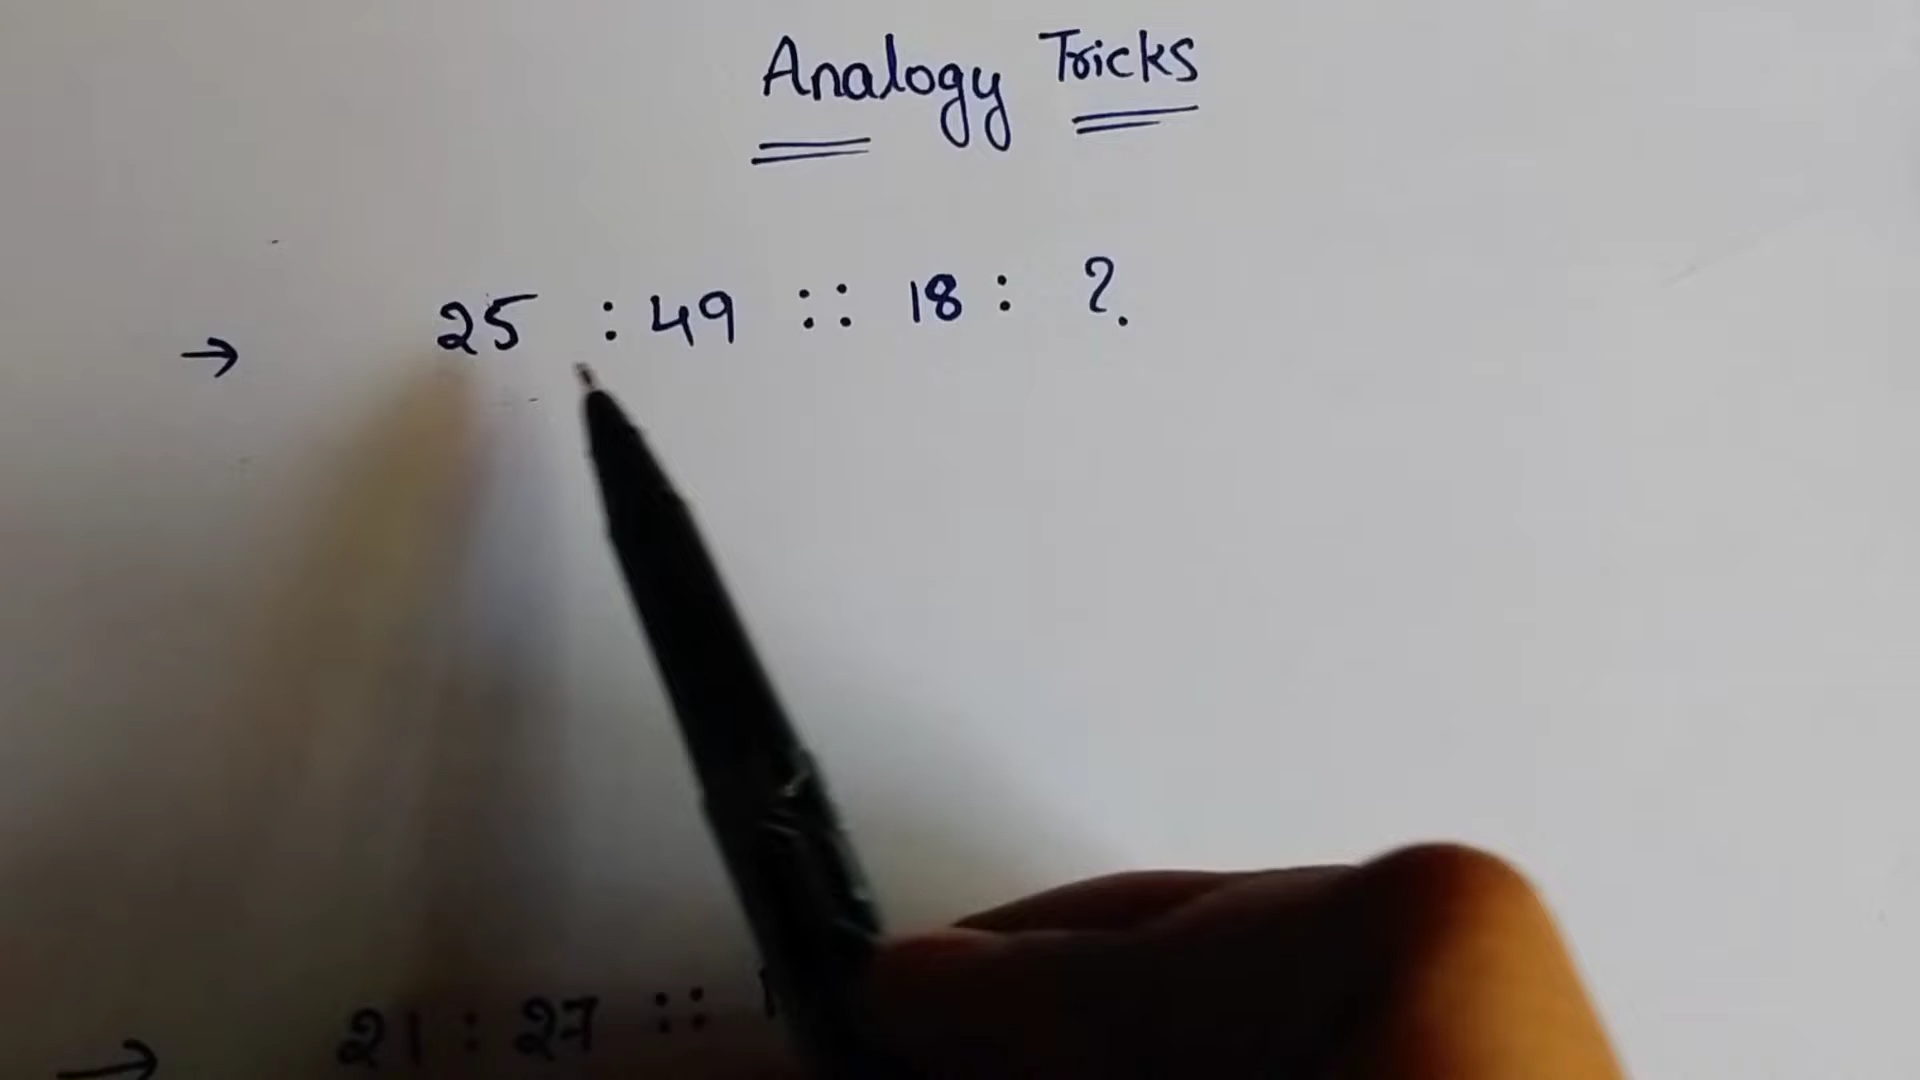 Analogy Tricks
→ 25 : 49 :: 18 : ?
→ 21 : 27 ::